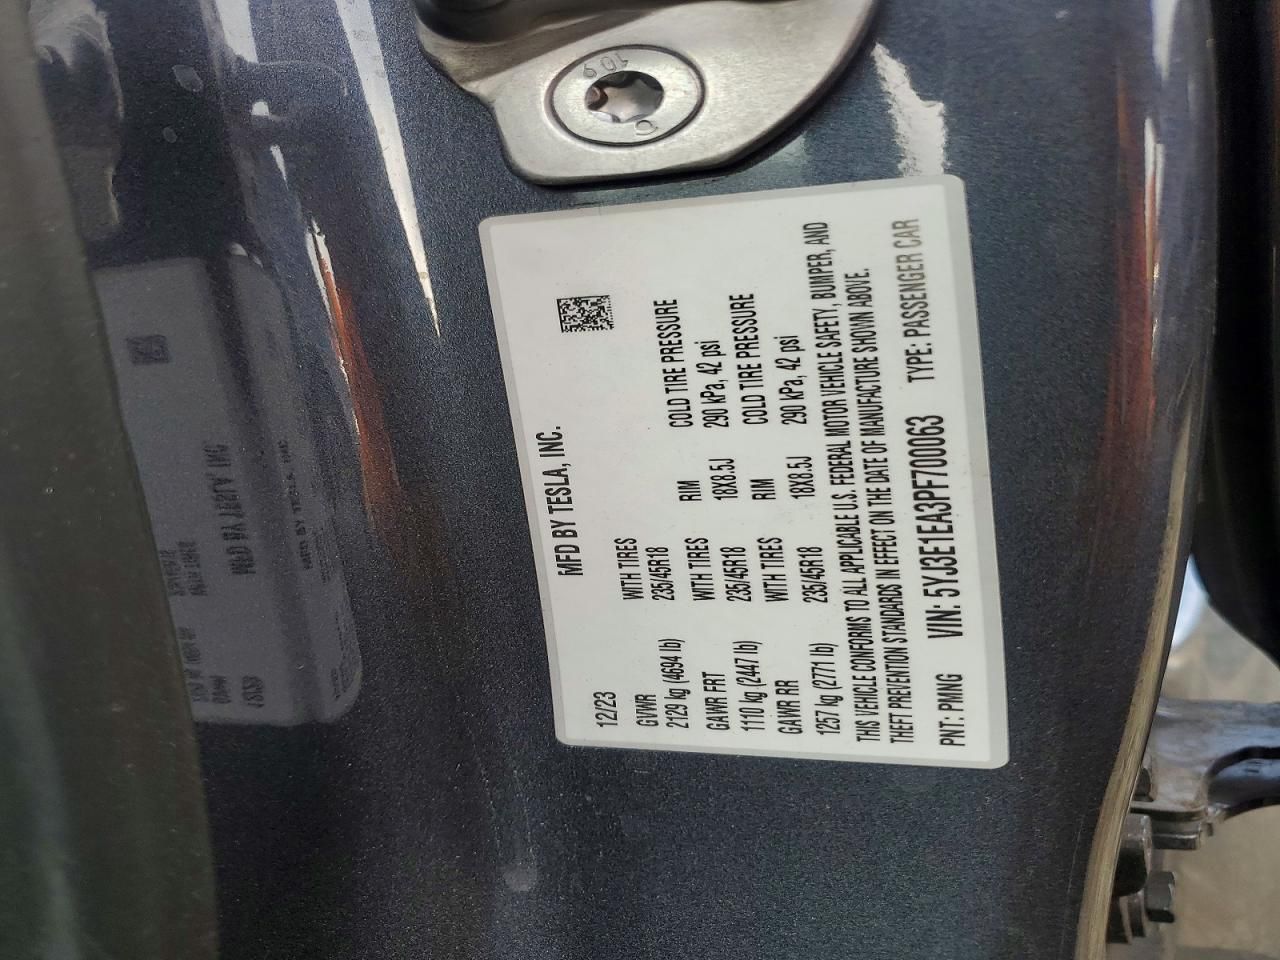 MFD BY TESLA, INC.
12/23
GVWR WITH TIRES RIM COLD TIRE PRESSURE
2129 kg (4694 lb) 235/45R18 18X8.5J 290 kPa, 42 psi
GAWR FRT WITH TIRES RIM COLD TIRE PRESSURE
1110 kg (2447 lb) 235/45R18 18X8.5J 290 kPa, 42 psi
GAWR RR WITH TIRES
1257 kg (2771 lb) 235/45R18
THIS VEHICLE CONFORMS TO ALL APPLICABLE U.S. FEDERAL MOTOR VEHICLE SAFETY, BUMPER, AND
THEFT PREVENTION STANDARDS IN EFFECT ON THE DATE OF MANUFACTURE SHOWN ABOVE.
PNT: PMNG VIN: 5YJ3E1EA3PF700063 TYPE: PASSENGER CAR